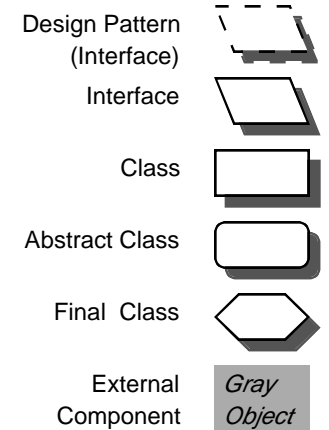 Design Pattern
(Interface)
Interface
Class
Abstract Class
Final Class
External
Component
Gray
Object